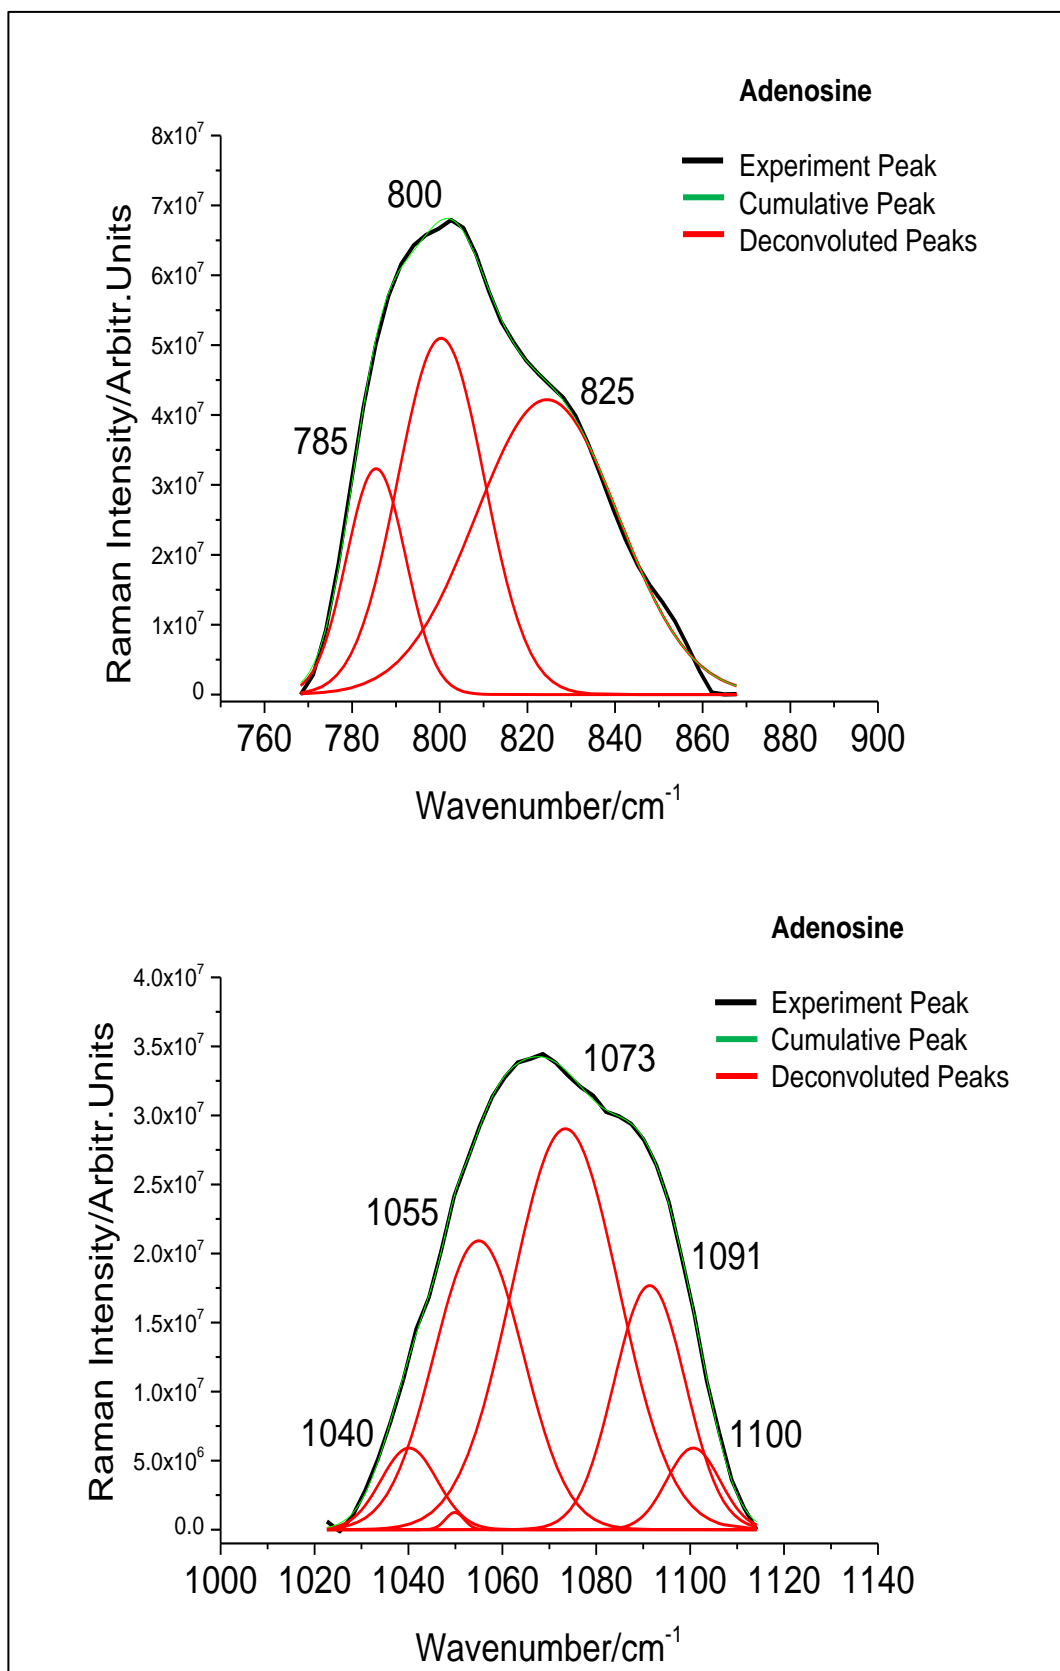 Adenosine
Experiment Peak
Cumulative Peak
Deconvoluted Peaks
8x10⁷
7x10⁷
6x10⁷
5x10⁷
4x10⁷
3x10⁷
2x10⁷
1x10⁷
0
Raman Intensity/Arbitr.Units
800
785
825
760 780 800 820 840 860 880 900
Wavenumber/cm⁻¹
Adenosine
Experiment Peak
Cumulative Peak
Deconvoluted Peaks
4.0x10⁷
3.5x10⁷
3.0x10⁷
2.5x10⁷
2.0x10⁷
1.5x10⁷
1.0x10⁷
5.0x10⁶
0.0
Raman Intensity/Arbitr.Units
1073
1055
1091
1040
1100
1000 1020 1040 1060 1080 1100 1120 1140
Wavenumber/cm⁻¹